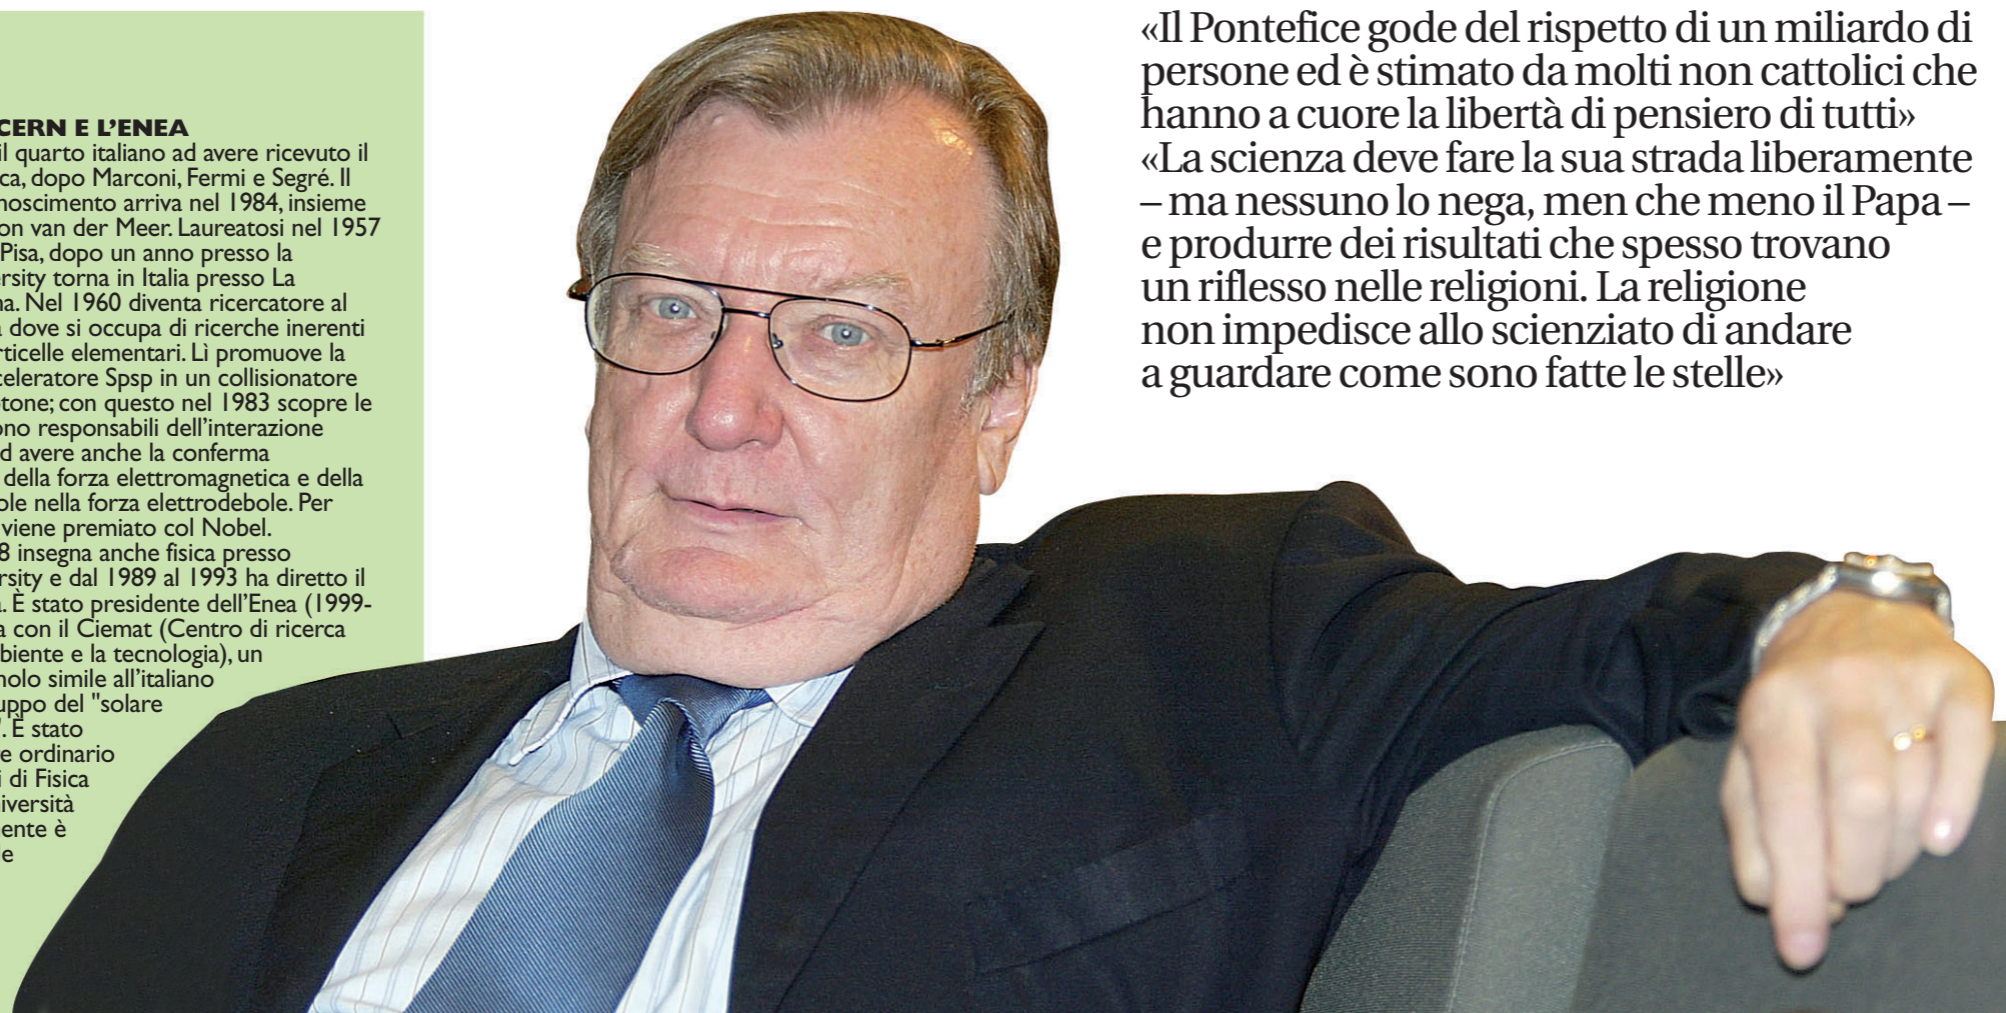 CERN E L'ENEA
il quarto italiano ad avere ricevuto il
ca, dopo Marconi, Fermi e Segré. Il
noscimento arriva nel 1984, insieme
on van der Meer. Laureatosi nel 1957
Pisa, dopo un anno presso la
ersity torna in Italia presso La
na. Nel 1960 diventa ricercatore al
a dove si occupa di ricerche inerenti
rticelle elementari. Lì promuove la
celeratore Spsp in un collisionatore
otone; con questo nel 1983 scopre le
ono responsabili dell'interazione
d avere anche la conferma
della forza elettromagnetica e della
ole nella forza elettrodebole. Per
viene premiato col Nobel.
8 insegna anche fisica presso
rsity e dal 1989 al 1993 ha diretto il
a. È stato presidente dell'Enea (1999-
a con il Ciemat (Centro di ricerca
biente e la tecnologia), un
nolo simile all'italiano
uppo del "solare
". È stato
e ordinario
i di Fisica
niversità
ente è
le
«Il Pontefice gode del rispetto di un miliardo di
persone ed è stimato da molti non cattolici che
hanno a cuore la libertà di pensiero di tutti»
«La scienza deve fare la sua strada liberamente
– ma nessuno lo nega, men che meno il Papa –
e produrre dei risultati che spesso trovano
un riflesso nelle religioni. La religione
non impedisce allo scienziato di andare
a guardare come sono fatte le stelle»